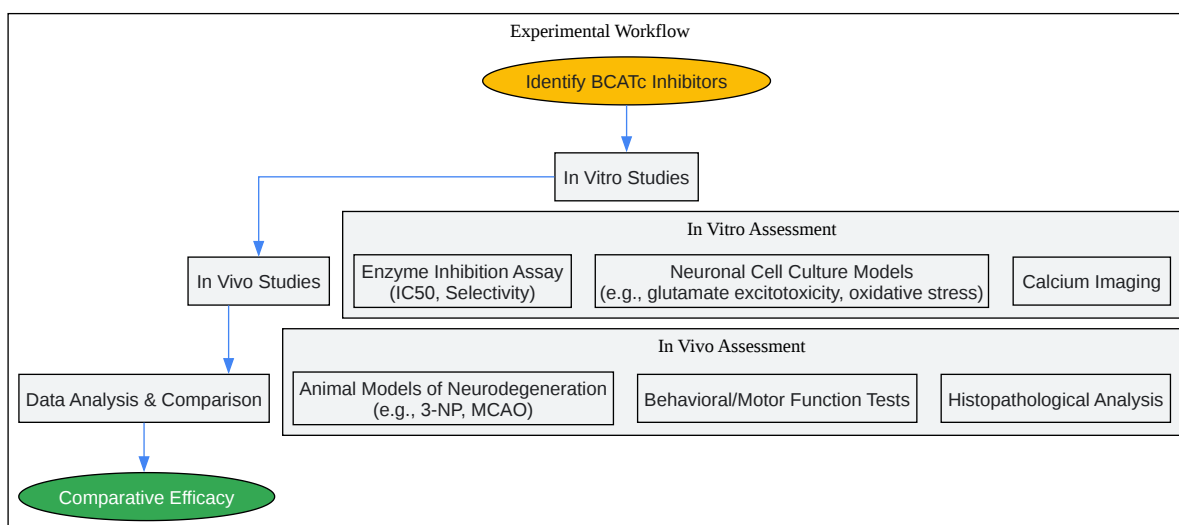 Experimental Workflow
Identify BCATc Inhibitors
In Vitro Studies
In Vitro Assessment
Enzyme Inhibition Assay
(IC50, Selectivity)
Neuronal Cell Culture Models
(e.g., glutamate excitotoxicity, oxidative stress)
Calcium Imaging
In Vivo Studies
In Vivo Assessment
Animal Models of Neurodegeneration
(e.g., 3-NP, MCAO)
Behavioral/Motor Function Tests
Histopathological Analysis
Data Analysis & Comparison
Comparative Efficacy